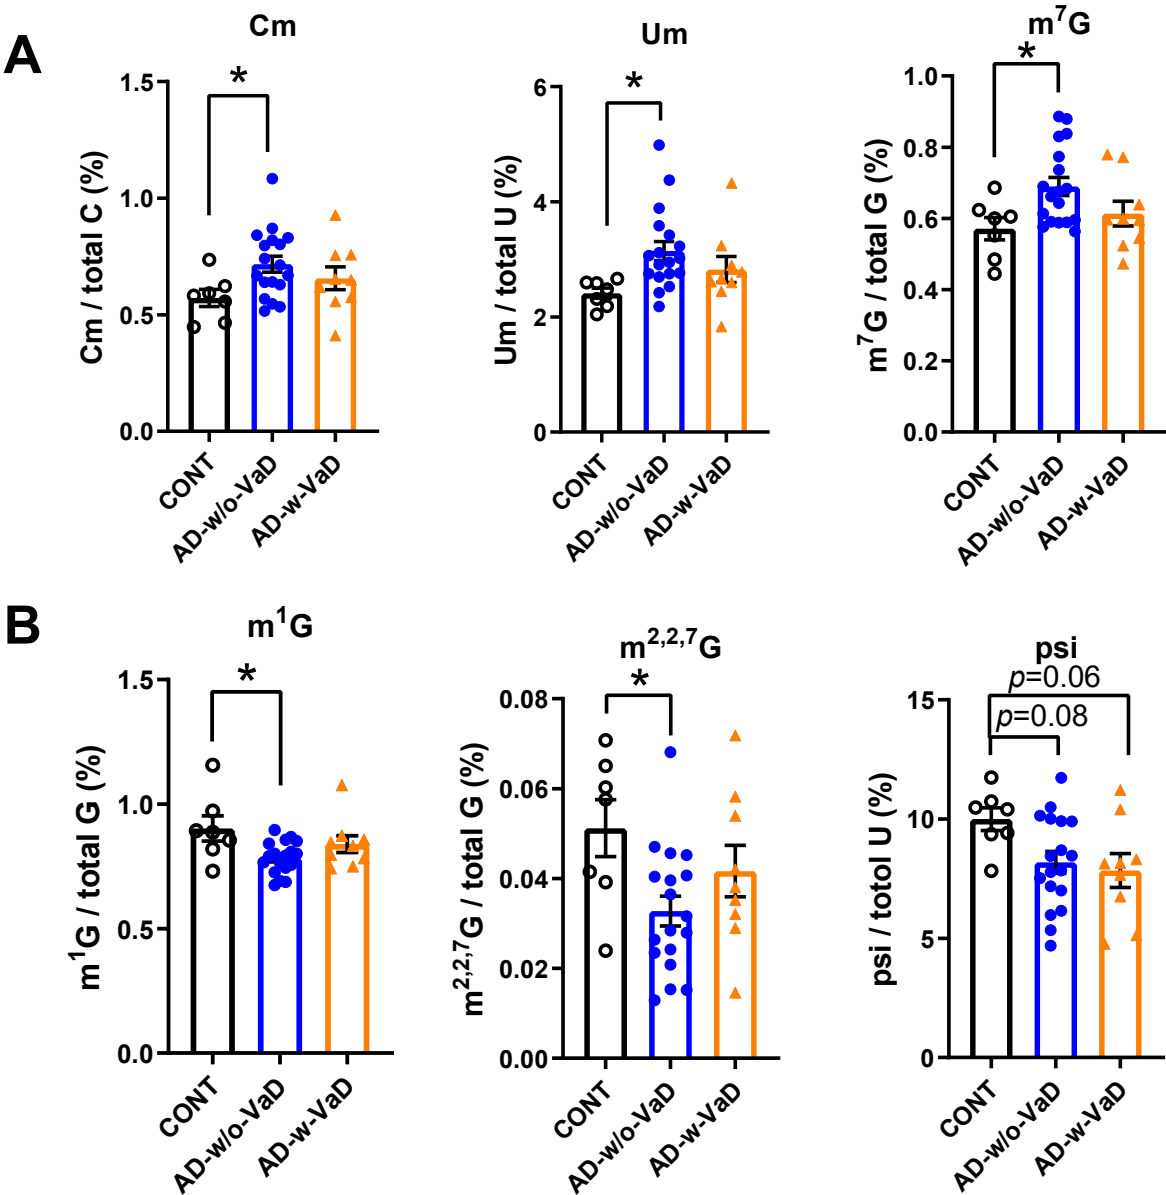 A
Cm
*
Cm / total C (%)
1.5
1.0
0.5
0.0
CONT
AD-w/o-VaD
AD-w-VaD
Um
*
Um / total U (%)
6
4
2
0
CONT
AD-w/o-VaD
AD-w-VaD
m⁷G
*
m⁷G / total G (%)
1.0
0.8
0.6
0.4
0.2
0.0
CONT
AD-w/o-VaD
AD-w-VaD
B
m¹G
*
m¹G / total G (%)
1.5
1.0
0.5
0.0
CONT
AD-w/o-VaD
AD-w-VaD
m²,²,⁷G
*
m²,²,⁷G / total G (%)
0.08
0.06
0.04
0.02
0.00
CONT
AD-w/o-VaD
AD-w-VaD
psi
p=0.06
p=0.08
psi / totol U (%)
15
10
5
0
CONT
AD-w/o-VaD
AD-w-VaD